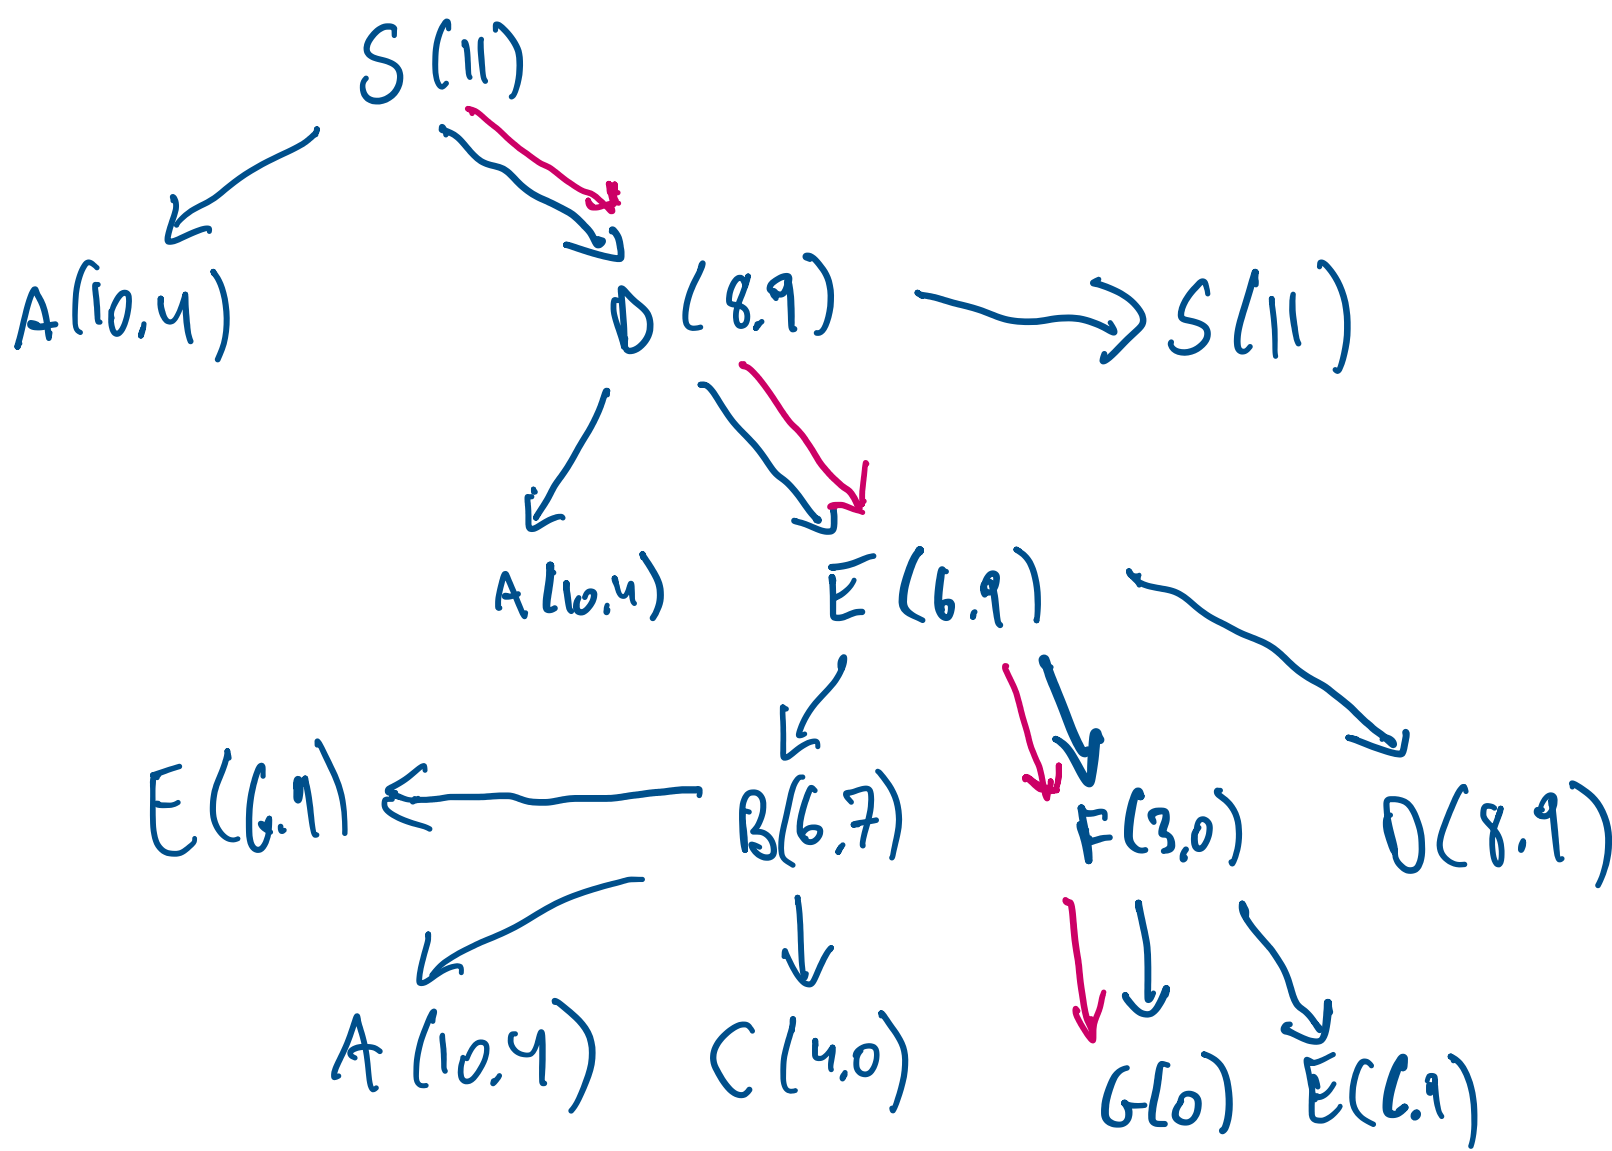 S (11)
A(10,4) D (8.9) S(11)
A(10,4) E (6.9)
E(6.9) B(6,7) F(3,0) D(8.9)
A(10,4) C(4,0) G(0) E(6.9)